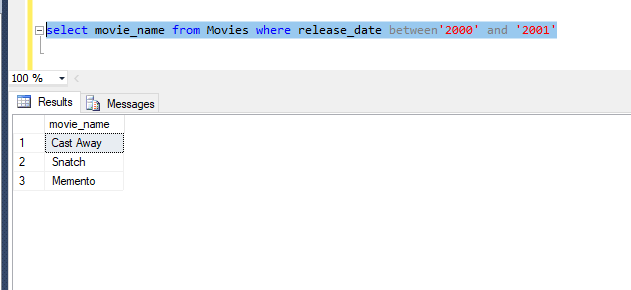 select movie_name from Movies where release_date between'2000' and '2001'
100 %
Results Messages
movie_name
1 Cast Away
2 Snatch
3 Memento